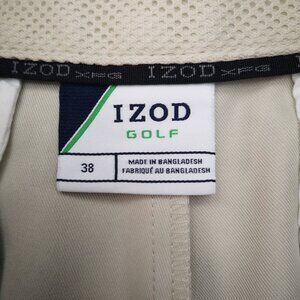 IZOD XFG IZOD XFG
IZOD
GOLF
38
MADE IN BANGLADESH
FABRIQUÉ AU BANGLADESH